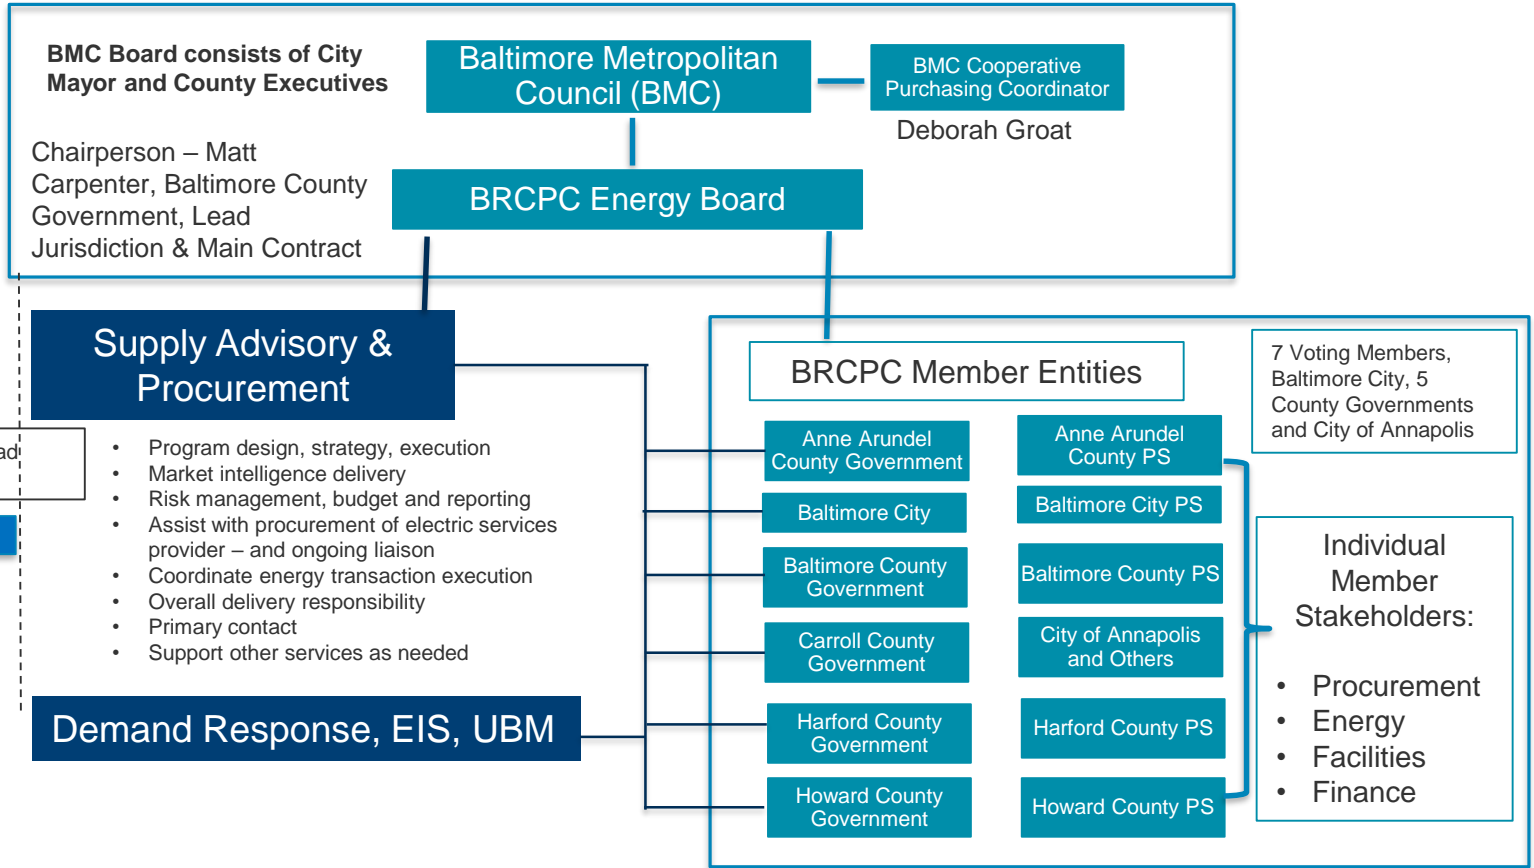 BMC Board consists of City
Mayor and County Executives
Baltimore Metropolitan
Council (BMC)
BMC Cooperative
Purchasing Coordinator
Deborah Groat
Chairperson – Matt
Carpenter, Baltimore County
Government, Lead
Jurisdiction & Main Contract
BRCPC Energy Board
Supply Advisory &
Procurement
• Program design, strategy, execution
• Market intelligence delivery
• Risk management, budget and reporting
• Assist with procurement of electric services
provider – and ongoing liaison
• Coordinate energy transaction execution
• Overall delivery responsibility
• Primary contact
• Support other services as needed
Demand Response, EIS, UBM
BRCPC Member Entities
7 Voting Members,
Baltimore City, 5
County Governments
and City of Annapolis
Anne Arundel
County Government
Anne Arundel
County PS
Baltimore City
Baltimore City PS
Baltimore County
Government
Baltimore County PS
Carroll County
Government
City of Annapolis
and Others
Harford County
Government
Harford County PS
Howard County
Government
Howard County PS
Individual
Member
Stakeholders:
• Procurement
• Energy
• Facilities
• Finance